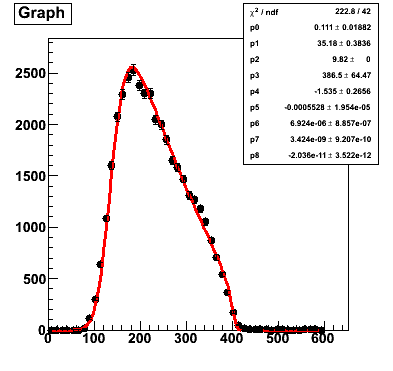 Graph
χ² / ndf 222.8 / 42
p0 0.111 ± 0.01882
p1 35.18 ± 0.3836
p2 9.82 ± 0
p3 386.5 ± 64.47
p4 -1.535 ± 0.2656
p5 -0.0005528 ± 1.954e-05
p6 6.924e-06 ± 8.857e-07
p7 3.424e-09 ± 9.207e-10
p8 -2.036e-11 ± 3.522e-12
2500
2000
1500
1000
500
0
0 100 200 300 400 500 600